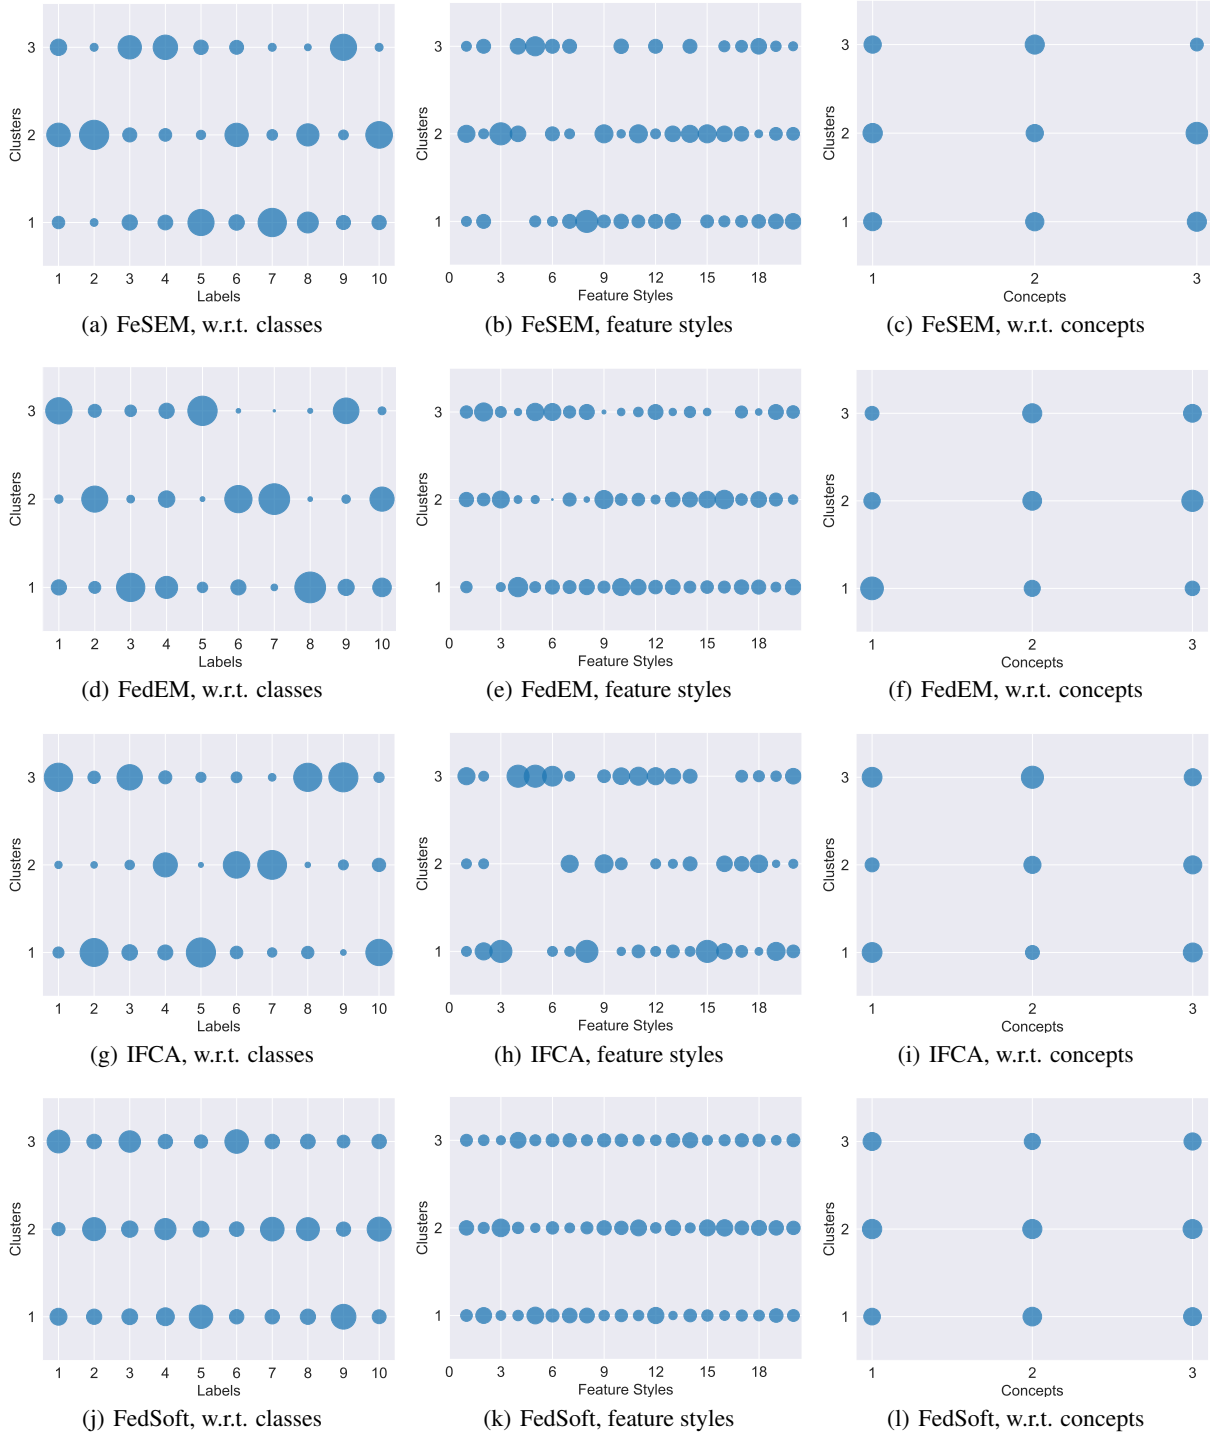 3
2
1
Clusters
1 2 3 4 5 6 7 8 9 10
Labels
(a) FeSEM, w.r.t. classes
3
2
1
Clusters
0 3 6 9 12 15 18
Feature Styles
(b) FeSEM, feature styles
3
2
1
Clusters
1 2 3
Concepts
(c) FeSEM, w.r.t. concepts
3
2
1
Clusters
1 2 3 4 5 6 7 8 9 10
Labels
(d) FedEM, w.r.t. classes
3
2
1
Clusters
0 3 6 9 12 15 18
Feature Styles
(e) FedEM, feature styles
3
2
1
Clusters
1 2 3
Concepts
(f) FedEM, w.r.t. concepts
3
2
1
Clusters
1 2 3 4 5 6 7 8 9 10
Labels
(g) IFCA, w.r.t. classes
3
2
1
Clusters
0 3 6 9 12 15 18
Feature Styles
(h) IFCA, feature styles
3
2
1
Clusters
1 2 3
Concepts
(i) IFCA, w.r.t. concepts
3
2
1
Clusters
1 2 3 4 5 6 7 8 9 10
Labels
(j) FedSoft, w.r.t. classes
3
2
1
Clusters
0 3 6 9 12 15 18
Feature Styles
(k) FedSoft, feature styles
3
2
1
Clusters
1 2 3
Concepts
(l) FedSoft, w.r.t. concepts